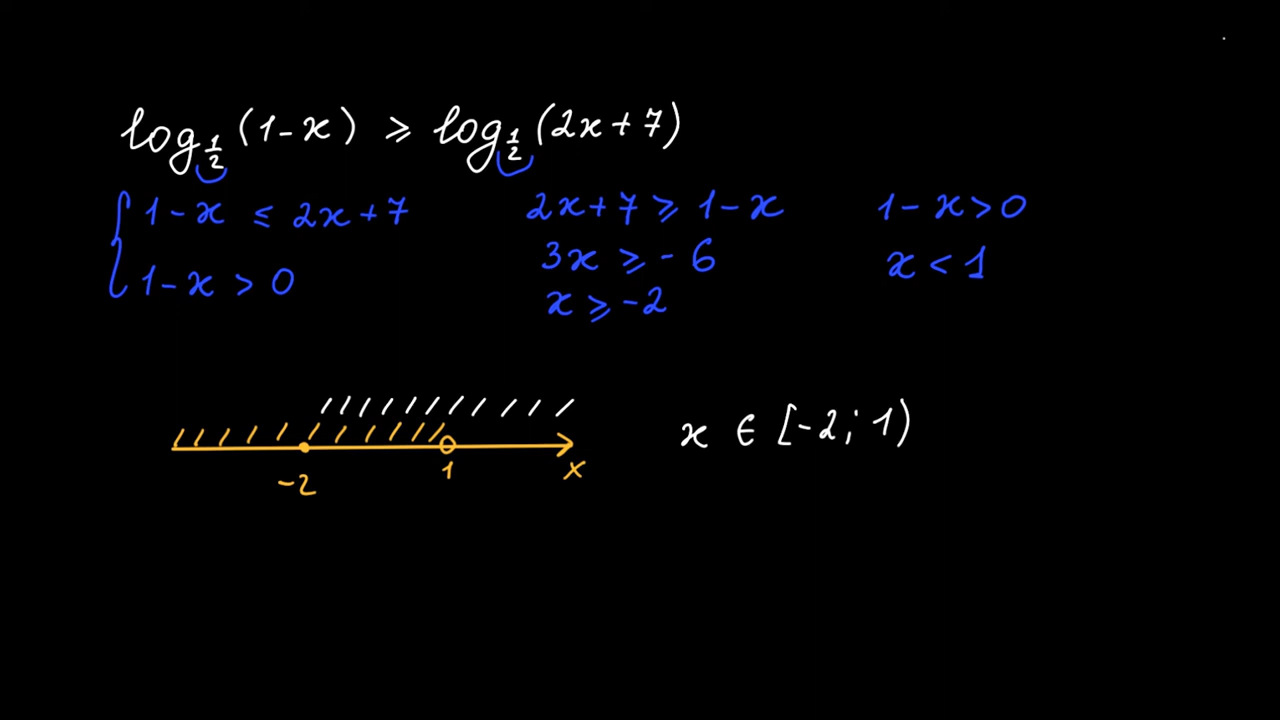 log_{1/2}(1-x) ≥ log_{1/2}(2x+7)
{1-x ≤ 2x+7
1-x > 0
2x+7 ≥ 1-x
3x ≥ -6
x ≥ -2
1-x>0
x < 1
-2 1 x
x ∈ [-2; 1)